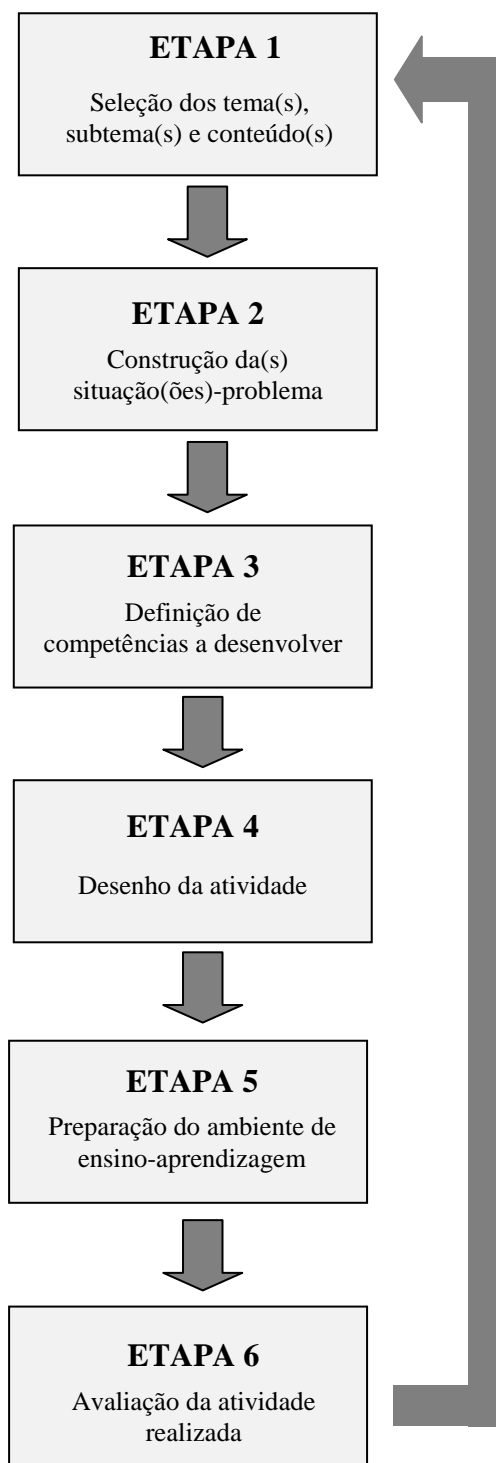 ETAPA 1
Seleção dos tema(s),
subtema(s) e conteúdo(s)
ETAPA 2
Construção da(s)
situação(ões)-problema
ETAPA 3
Definição de
competências a desenvolver
ETAPA 4
Desenho da atividade
ETAPA 5
Preparação do ambiente de
ensino-aprendizagem
ETAPA 6
Avaliação da atividade
realizada